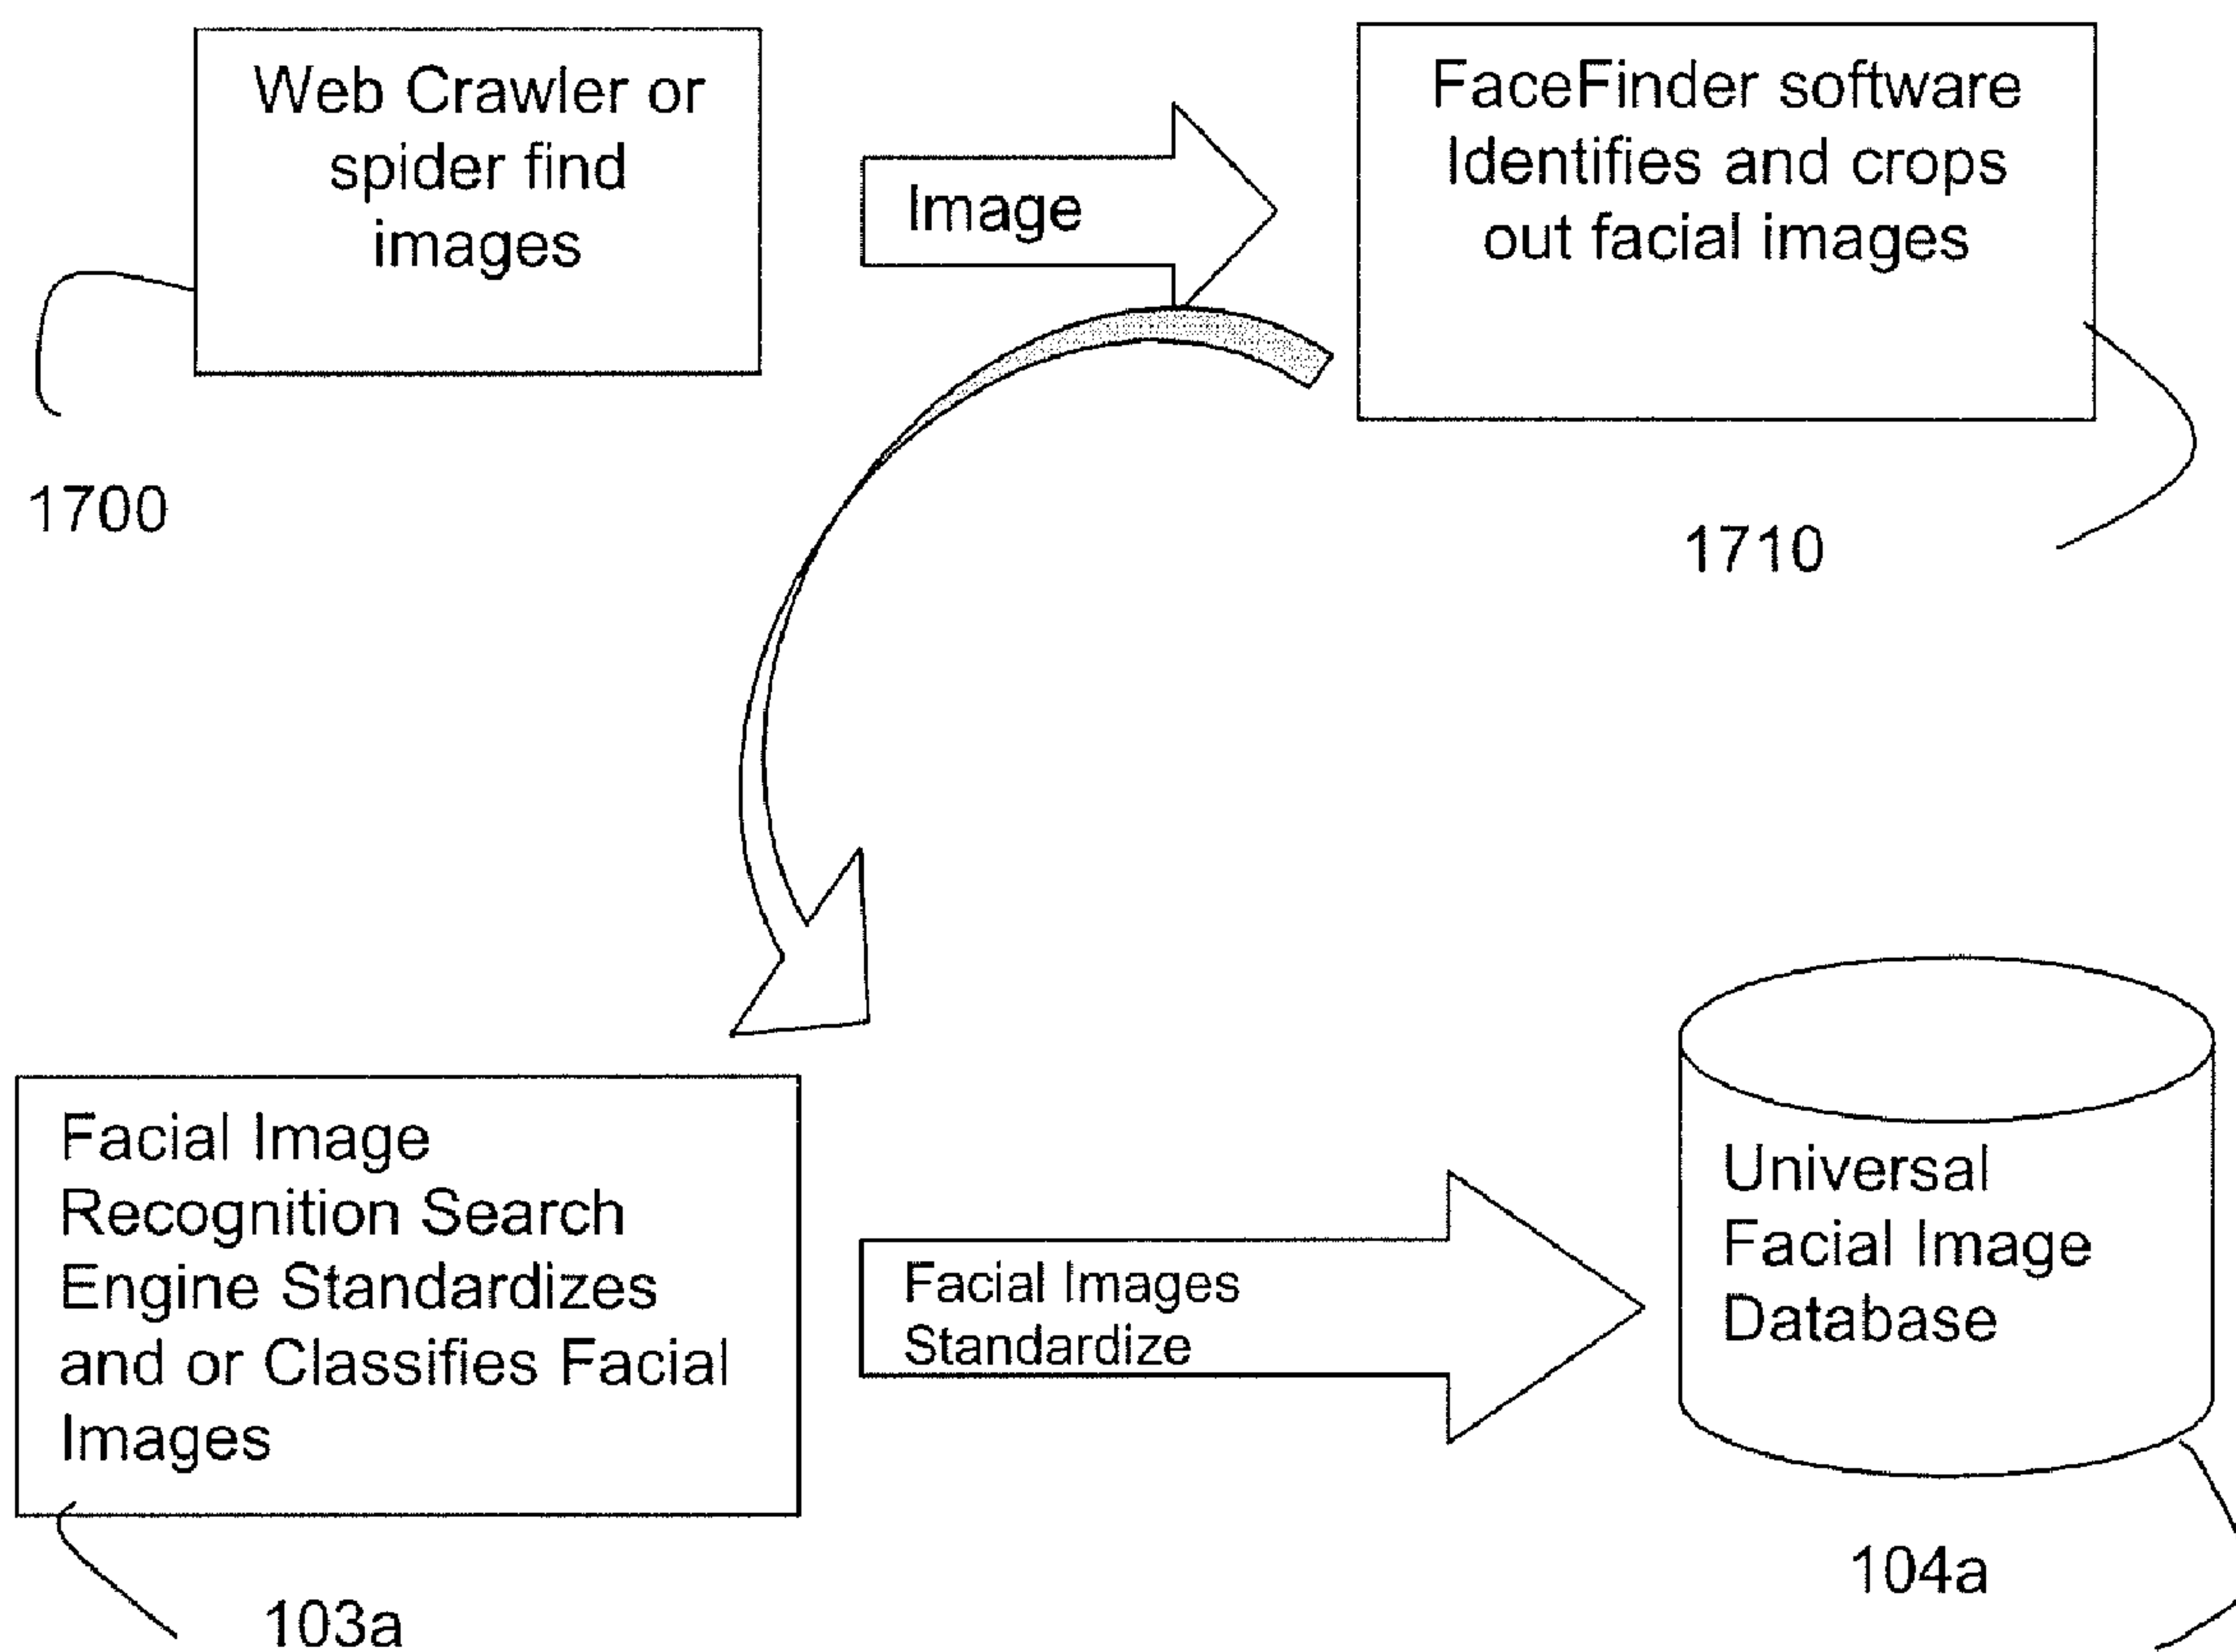 Web Crawler or
spider find
images
Image
FaceFinder software
Identifies and crops
out facial images
1700
1710
Facial Image
Recognition Search
Engine Standardizes
and or Classifies Facial
Images
Facial Images
Standardize
Universal
Facial Image
Database
103a
104a